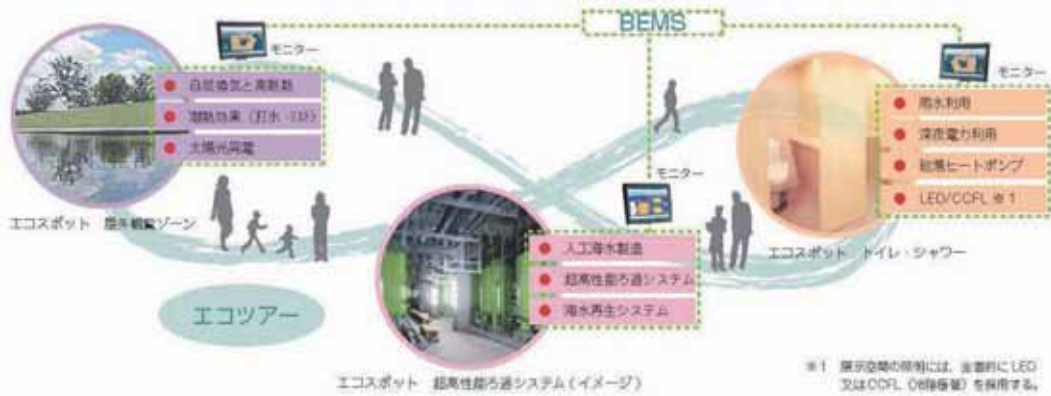 BEMS
モニター
モニター
自然換気と高断熱
潜熱効果(打水・ミスト)
太陽光発電
雨水利用
深夜電力利用
給湯ヒートポンプ
LED/CCFL ※1
モニター
エコスポット 屋外観覧ゾーン
人工海水製造
超高性能ろ過システム
海水再生システム
エコスポット トイレ・シャワー
エコツアー
エコスポット 超高性能ろ過システム(イメージ)
※1 展示空間の照明には、全面的にLED
又はCCFL(冷陰極管)を採用する。